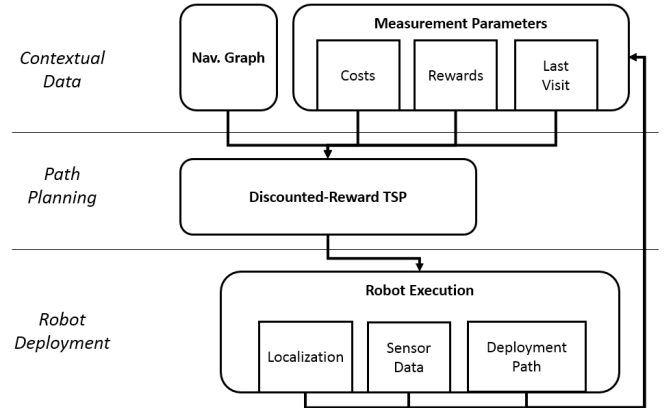 Contextual
Data
Nav. Graph
Measurement Parameters
Costs
Rewards
Last
Visit
Path
Planning
Discounted-Reward TSP
Robot
Deployment
Robot Execution
Localization
Sensor
Data
Deployment
Path